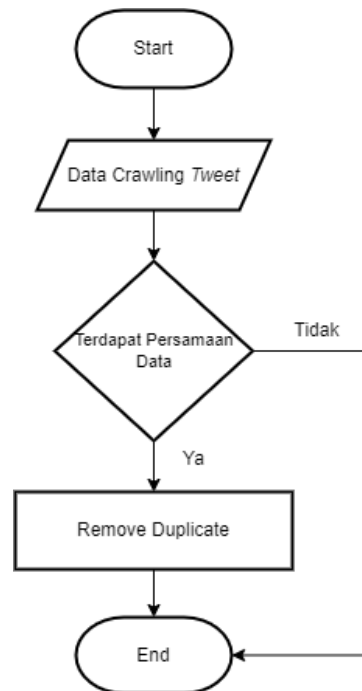 Start
Data Crawling Tweet
Terdapat Persamaan
Data
Tidak
Ya
Remove Duplicate
End